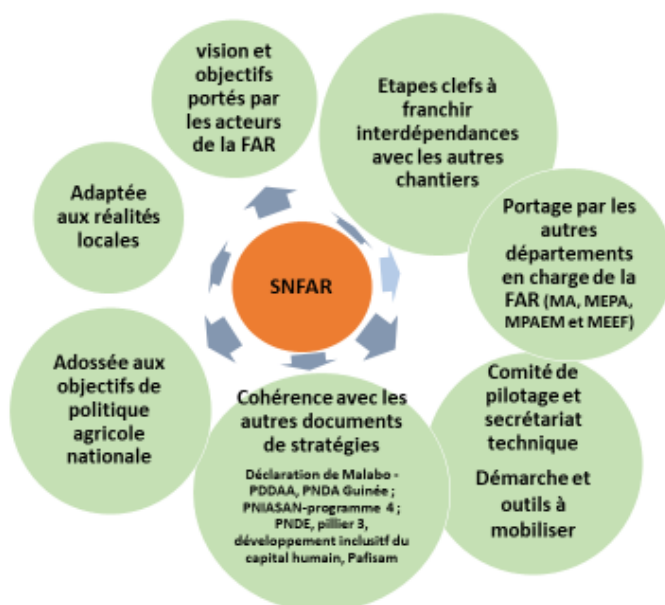 vision et
objectifs
portés par
les acteurs
de la FAR
Etapes clefs à
franchir
interdépendances
avec les autres
chantiers
Adaptée
aux réalités
locales
Portage par les
autres
départements
en charge de la
FAR (MA, MEPA,
MPAEM et MEEF)
SNFAR
Adossée aux
objectifs de
politique
agricole
nationale
Cohérence avec les
autres documents
de stratégies
Déclaration de Malabo -
PDDAA, PNDA Guinée ;
PNIASAN-programme 4 ;
PNDE, pillier 3,
développement inclusitf du
capital humain, Pafisam
Comité de
pilotage et
secrétariat
technique
Démarche et
outils à
mobiliser